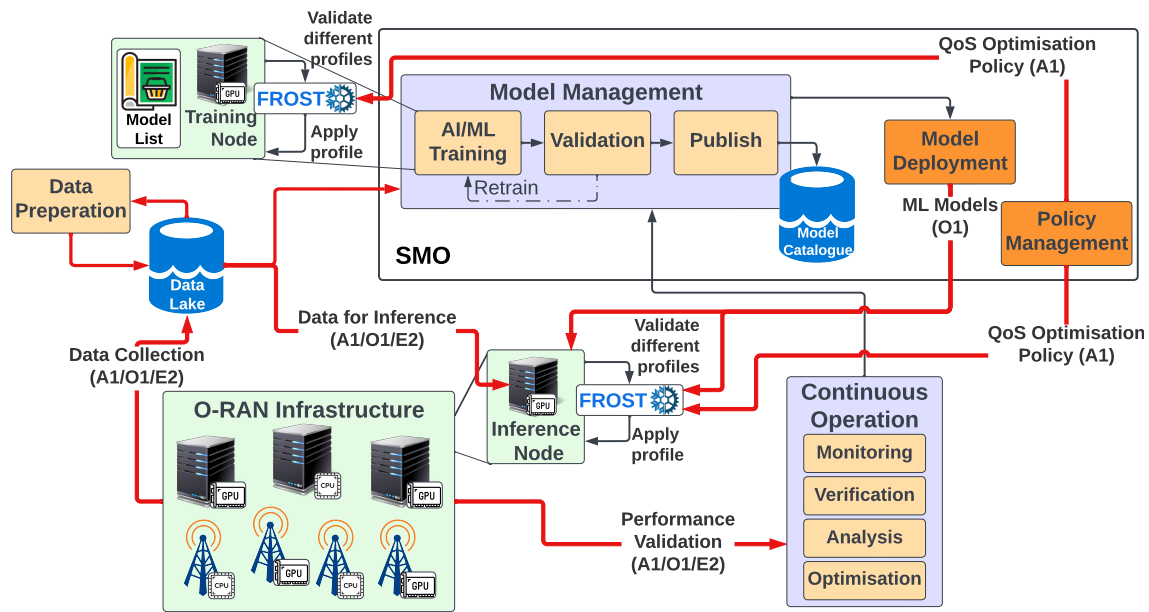 Validate
different
profiles
QoS Optimisation
Policy (A1)
GPU
FROST
Model
List
Training
Node
Apply
profile
Model Management
AI/ML
Training
Validation
Publish
Retrain
Model
Deployment
Data
Preperation
ML Models
(O1)
Policy
Management
Model
Catalogue
SMO
Data
Lake
Data for Inference
(A1/O1/E2)
Validate
different
profiles
QoS Optimisation
Policy (A1)
Data Collection
(A1/O1/E2)
GPU
FROST
Inference
Node
Apply
profile
O-RAN Infrastructure
GPU
CPU
GPU
CPU
GPU
CPU
GPU
Continuous
Operation
Monitoring
Verification
Analysis
Optimisation
Performance
Validation
(A1/O1/E2)